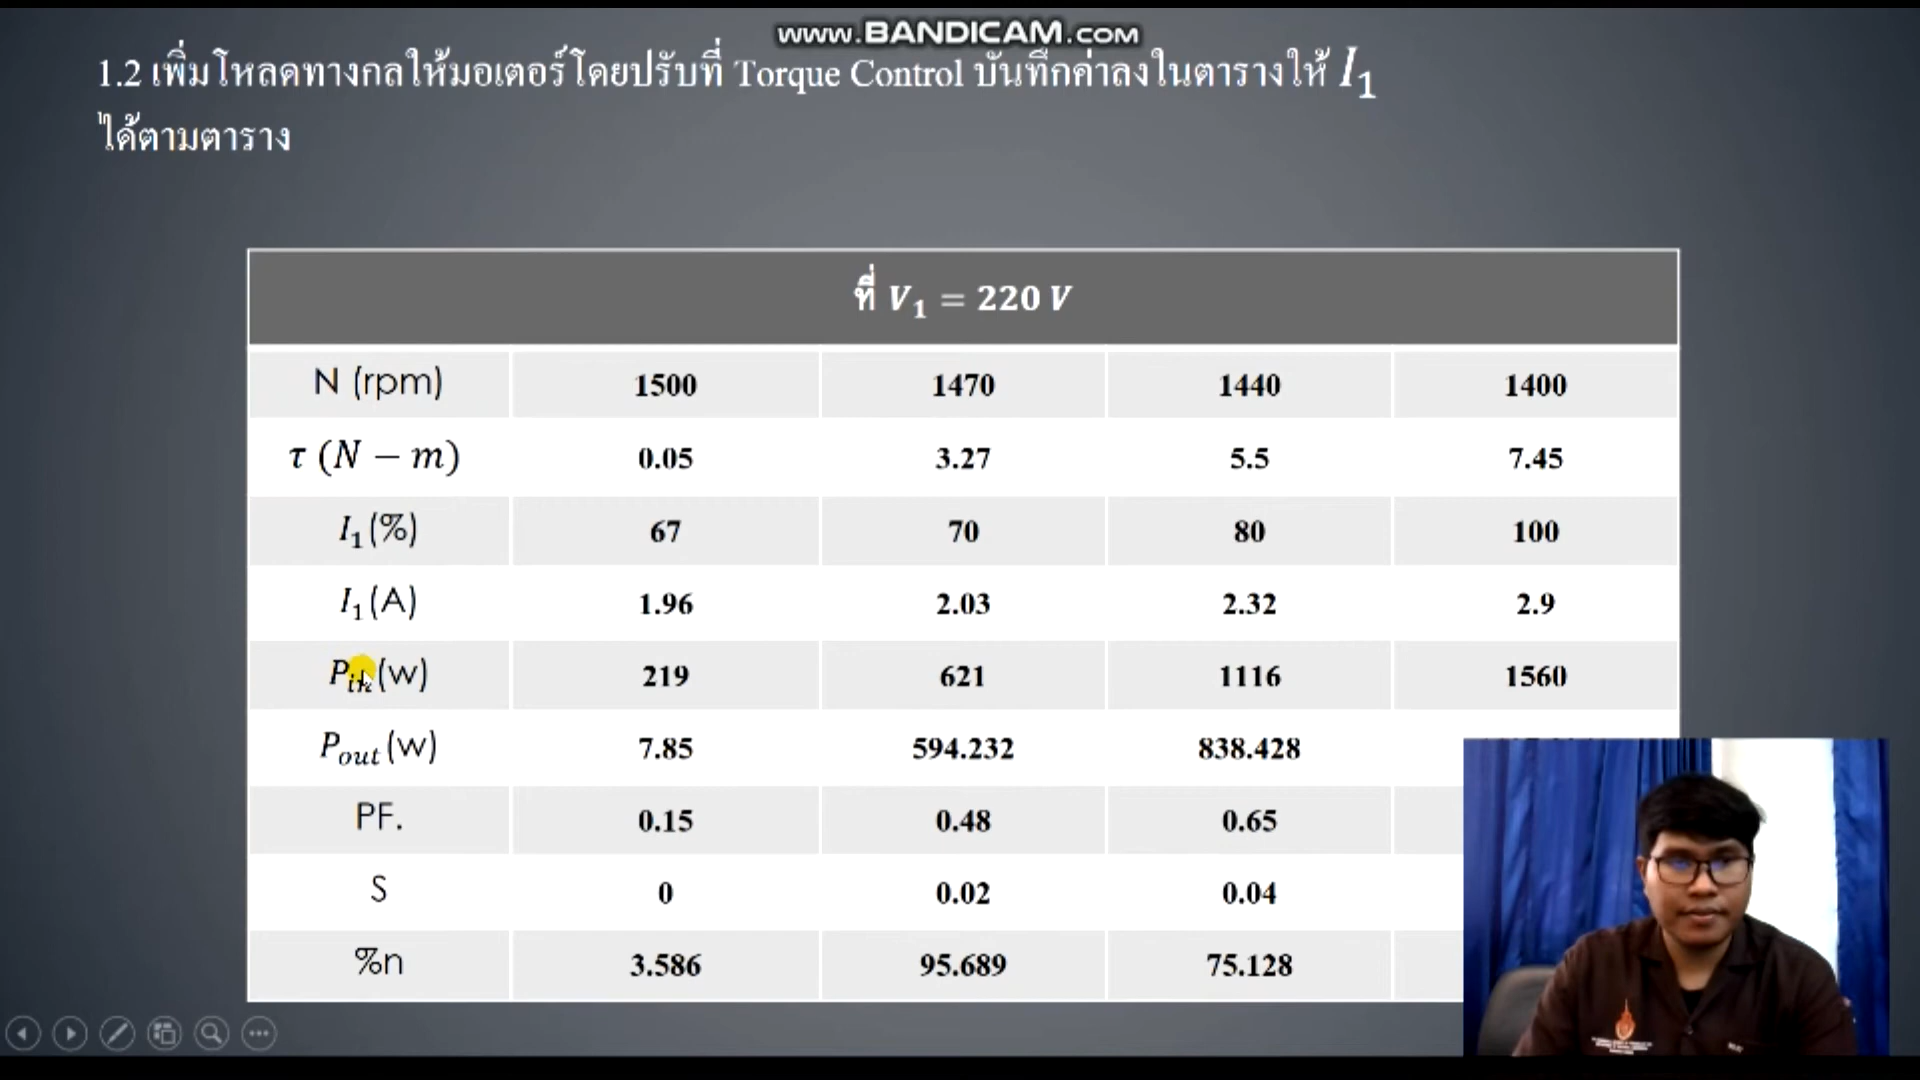 www.BANDICAM.com
1.2 เพิ่มโหลดทางกลให้มอเตอร์โดยปรับที่ Torque Control บันทึกค่าลงในตารางให้ I₁
ได้ตามตาราง
ที่ V₁ = 220 V
N (rpm) 1500 1470 1440 1400
τ (N − m) 0.05 3.27 5.5 7.45
I₁(%) 67 70 80 100
I₁(A) 1.96 2.03 2.32 2.9
Pᵢₙ(w) 219 621 1116 1560
Pₒᵤₜ(w) 7.85 594.232 838.428
PF. 0.15 0.48 0.65
S 0 0.02 0.04
%n 3.586 95.689 75.128